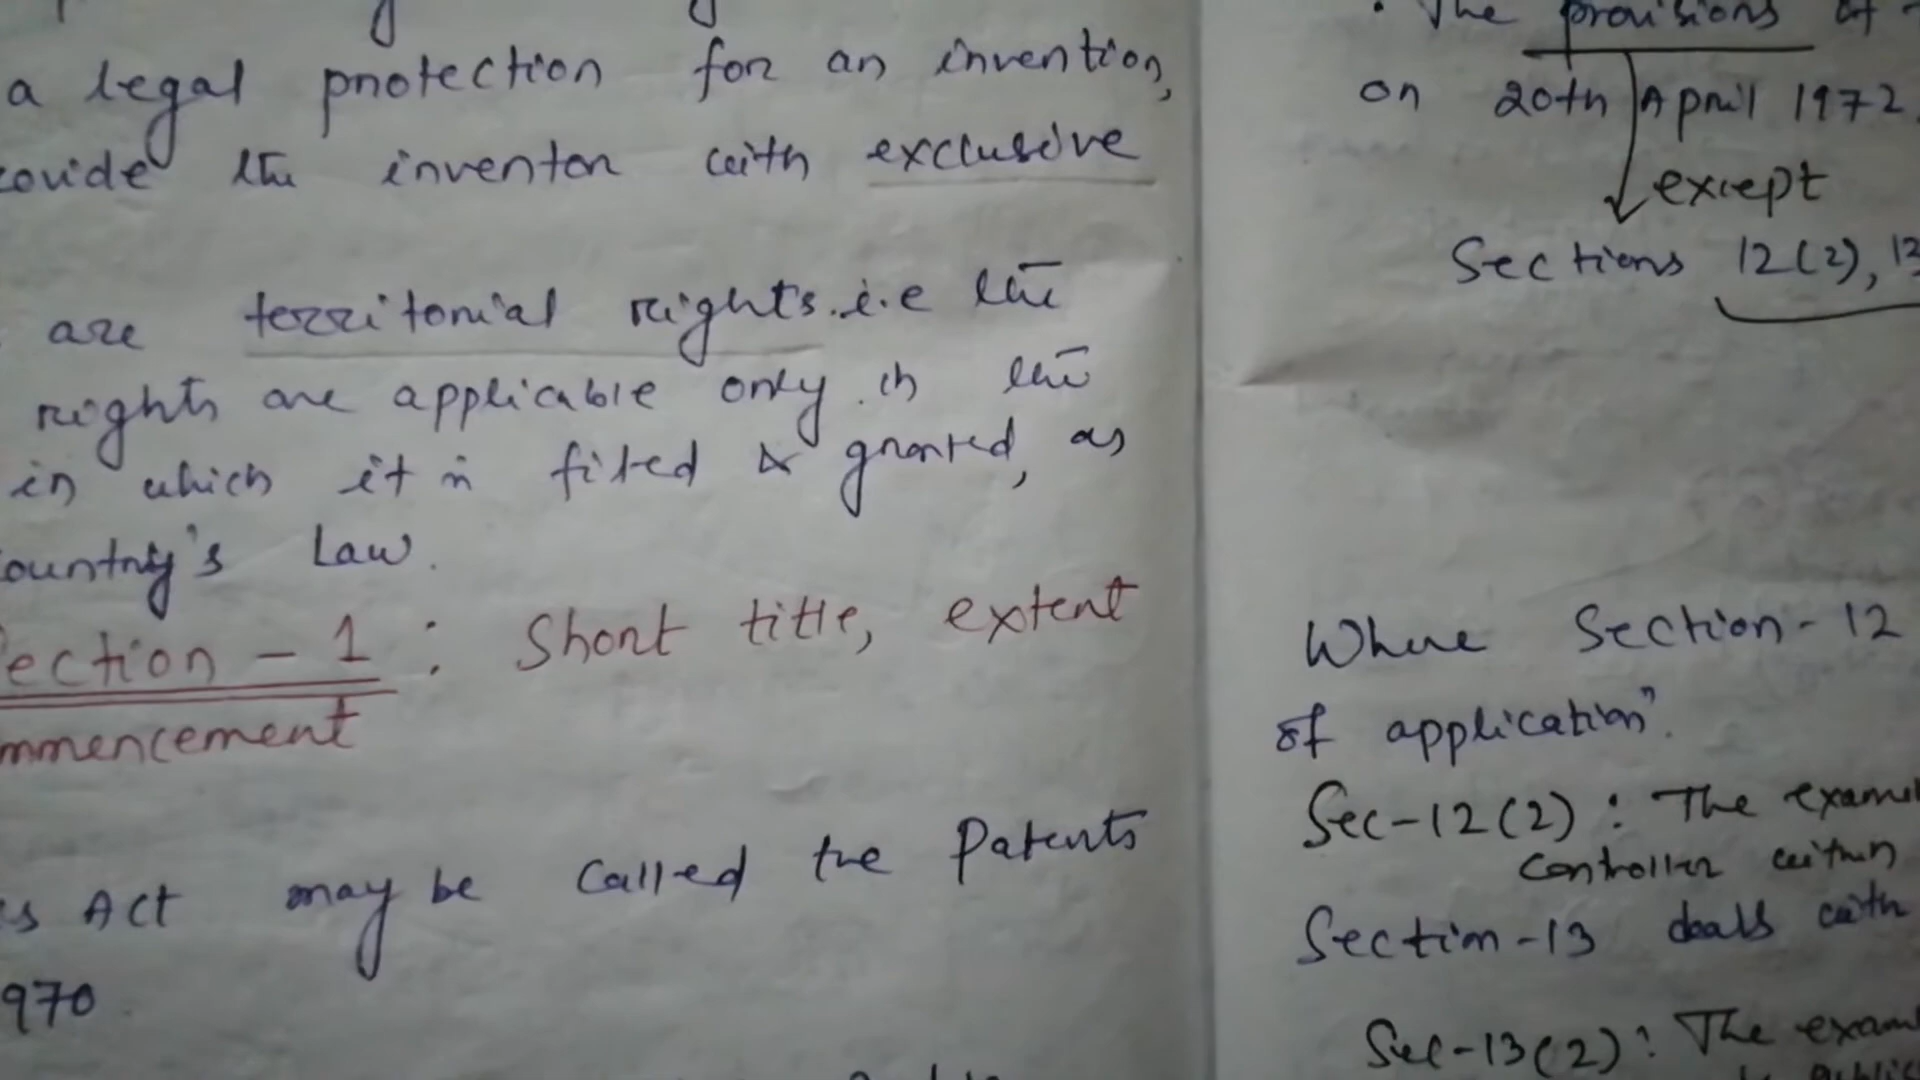 a legal protection for an invention,
ovide the inventor with exclusive
are territorial rights. i.e the
rights are applicable only in the
in which it is filed & granted, as
ountry's Law.
ection - 1 : Short title, extent
mmencement
is Act may be called the Patents
970
. The provisions of
on 20th April 1972
except
Sections 12(2), 13
Where Section - 12
of application".
Sec-12(2) : The exami
controller within
Section -13 deals with
Sec-13(2) : The exam
public